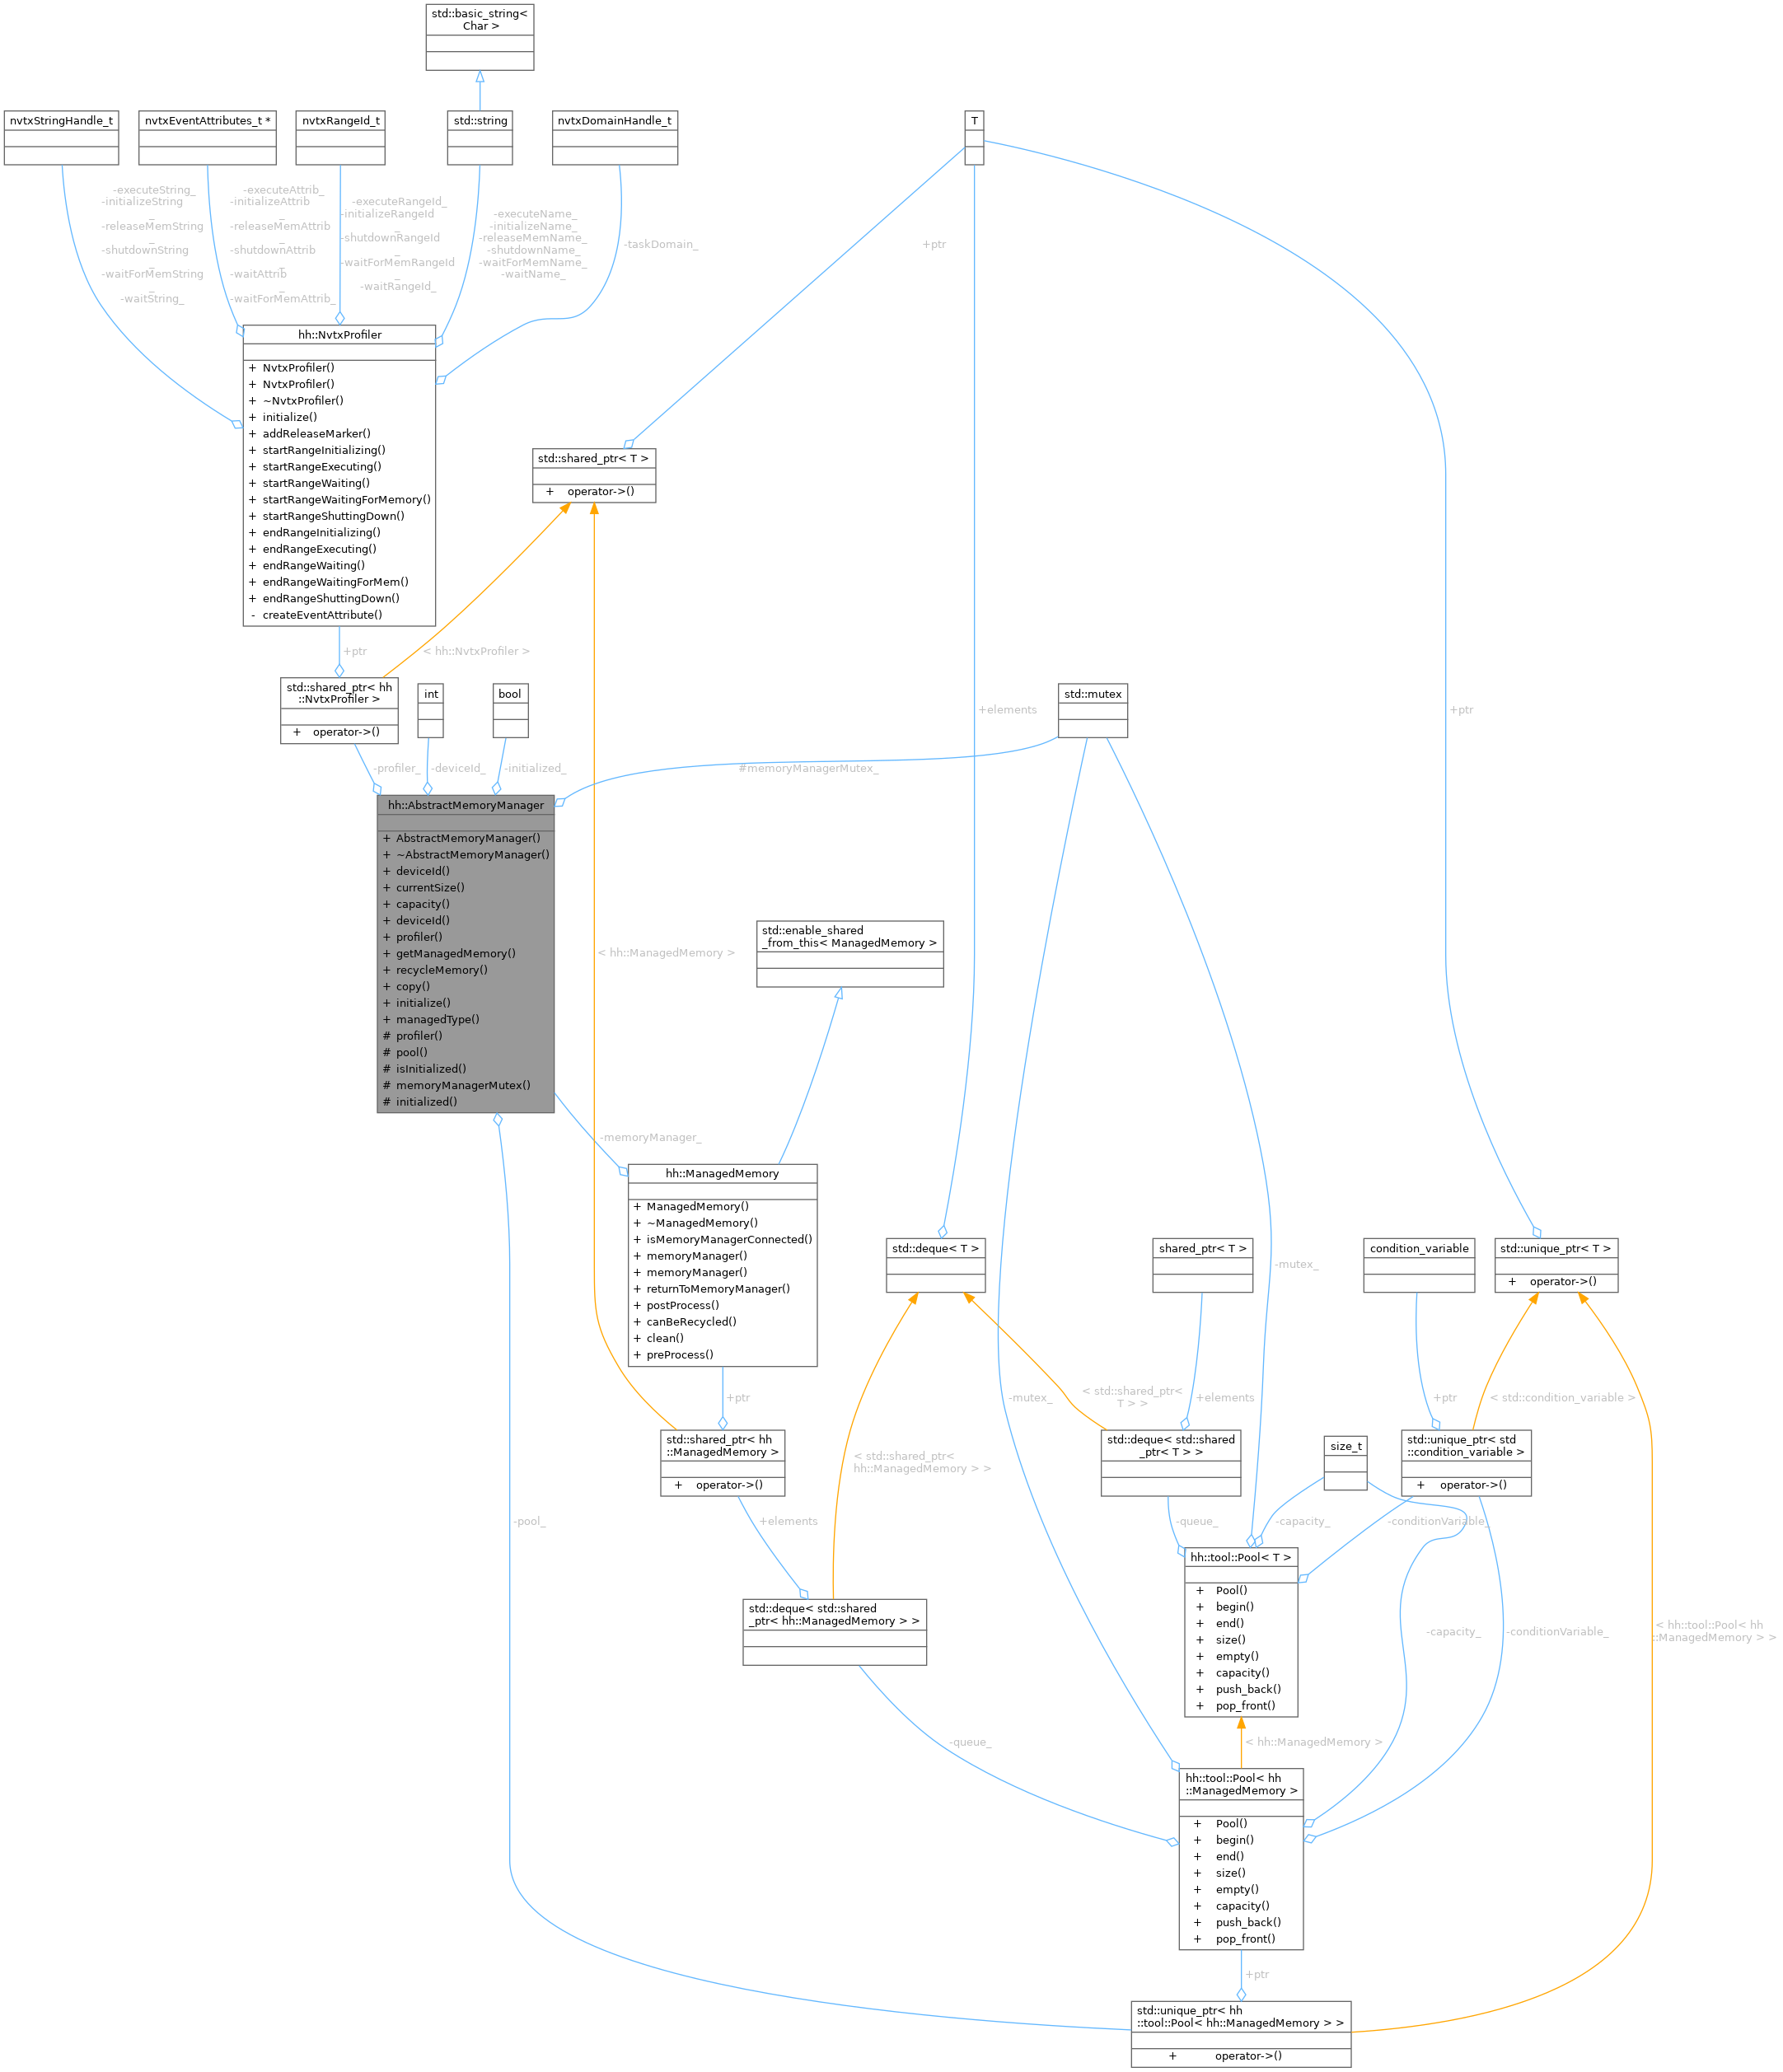 std::basic_string<
Char >
nvtxStringHandle_t
nvtxEventAttributes_t *
nvtxRangeId_t
std::string
nvtxDomainHandle_t
T
-executeString_
-initializeString
_
-releaseMemString
_
-shutdownString
_
-waitForMemString
_
-waitString_
-executeAttrib_
-initializeAttrib
_
-releaseMemAttrib
_
-shutdownAttrib
_
-waitAttrib
_
-waitForMemAttrib_
-executeRangeId_
-initializeRangeId
_
-shutdownRangeId
_
-waitForMemRangeId
_
-waitRangeId_
-executeName_
-initializeName_
-releaseMemName_
-shutdownName_
-waitForMemName_
-waitName_
-taskDomain_
+ptr
hh::NvtxProfiler
+ NvtxProfiler()
+ NvtxProfiler()
+ ~NvtxProfiler()
+ initialize()
+ addReleaseMarker()
+ startRangeInitializing()
+ startRangeExecuting()
+ startRangeWaiting()
+ startRangeWaitingForMemory()
+ startRangeShuttingDown()
+ endRangeInitializing()
+ endRangeExecuting()
+ endRangeWaiting()
+ endRangeWaitingForMem()
+ endRangeShuttingDown()
- createEventAttribute()
std::shared_ptr< T >
+ operator->()
+ptr
< hh::NvtxProfiler >
std::shared_ptr< hh
::NvtxProfiler >
+ operator->()
int
bool
std::mutex
+elements
+ptr
-profiler_
-deviceId_
-initialized_
#memoryManagerMutex_
hh::AbstractMemoryManager
+ AbstractMemoryManager()
+ ~AbstractMemoryManager()
+ deviceId()
+ currentSize()
+ capacity()
+ deviceId()
+ profiler()
+ getManagedMemory()
+ recycleMemory()
+ copy()
+ initialize()
+ managedType()
# profiler()
# pool()
# isInitialized()
# memoryManagerMutex()
# initialized()
< hh::ManagedMemory >
std::enable_shared
_from_this< ManagedMemory >
-memoryManager_
hh::ManagedMemory
+ ManagedMemory()
+ ~ManagedMemory()
+ isMemoryManagerConnected()
+ memoryManager()
+ memoryManager()
+ returnToMemoryManager()
+ postProcess()
+ canBeRecycled()
+ clean()
+ preProcess()
std::deque< T >
shared_ptr< T >
-mutex_
condition_variable
std::unique_ptr< T >
+ operator->()
+ptr
-mutex_
< std::shared_ptr<
T > >
+elements
+ptr
< std::condition_variable >
std::shared_ptr< hh
::ManagedMemory >
+ operator->()
< std::shared_ptr<
hh::ManagedMemory > >
std::deque< std::shared
_ptr< T > >
size_t
std::unique_ptr< std
::condition_variable >
+ operator->()
-pool_
+elements
-queue_
-capacity_
-conditionVariable_
hh::tool::Pool< T >
+ Pool()
+ begin()
+ end()
+ size()
+ empty()
+ capacity()
+ push_back()
+ pop_front()
std::deque< std::shared
_ptr< hh::ManagedMemory > >
-capacity_
-conditionVariable_
< hh::tool::Pool< hh
::ManagedMemory > >
-queue_
< hh::ManagedMemory >
hh::tool::Pool< hh
::ManagedMemory >
+ Pool()
+ begin()
+ end()
+ size()
+ empty()
+ capacity()
+ push_back()
+ pop_front()
+ptr
std::unique_ptr< hh
::tool::Pool< hh::ManagedMemory > >
+ operator->()